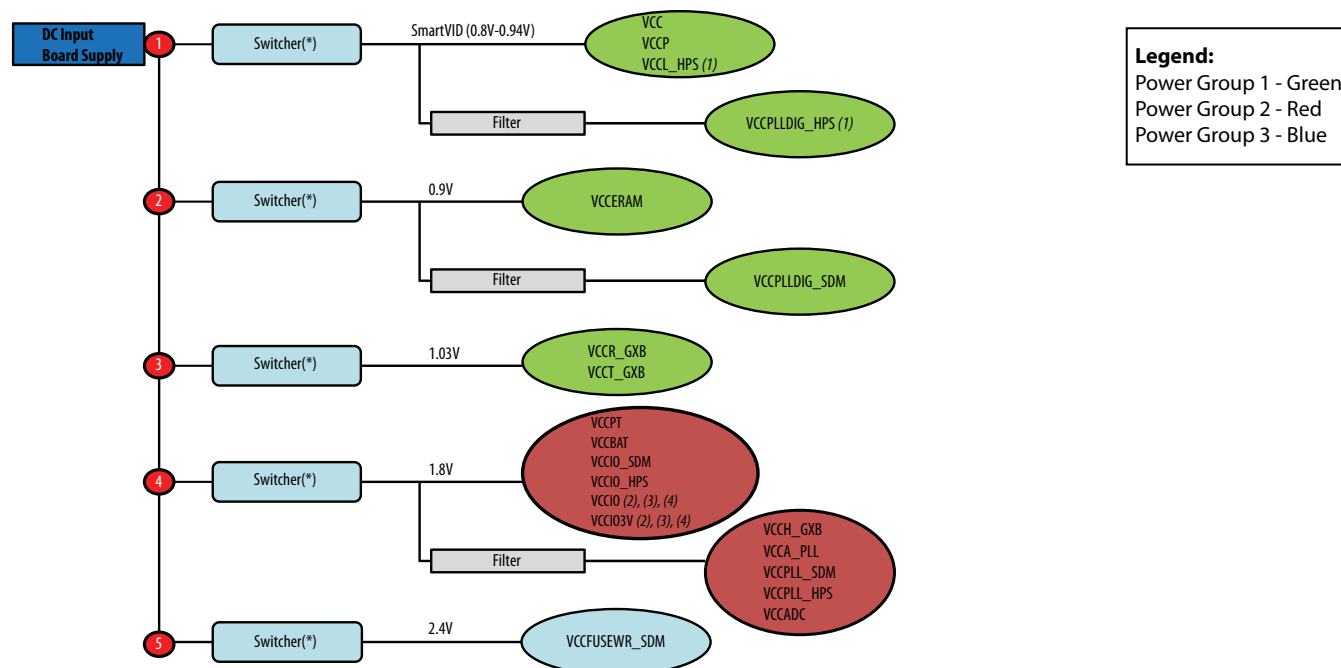 DC Input
Board Supply
1
Switcher(*)
SmartVID (0.8V-0.94V)
VCC
VCCP
VCCL_HPS (1)
Filter
VCCPLLDIG_HPS (1)
2
Switcher(*)
0.9V
VCCERAM
Filter
VCCPLLDIG_SDM
3
Switcher(*)
1.03V
VCCR_GXB
VCCT_GXB
4
Switcher(*)
1.8V
VCCPT
VCCBAT
VCCIO_SDM
VCCIO_HPS
VCCIO (2), (3), (4)
VCCIO3V (2), (3), (4)
Filter
VCCH_GXB
VCCA_PLL
VCCPLL_SDM
VCCPLL_HPS
VCCADC
5
Switcher(*)
2.4V
VCCFUSEWR_SDM
Legend:
Power Group 1 - Green
Power Group 2 - Red
Power Group 3 - Blue